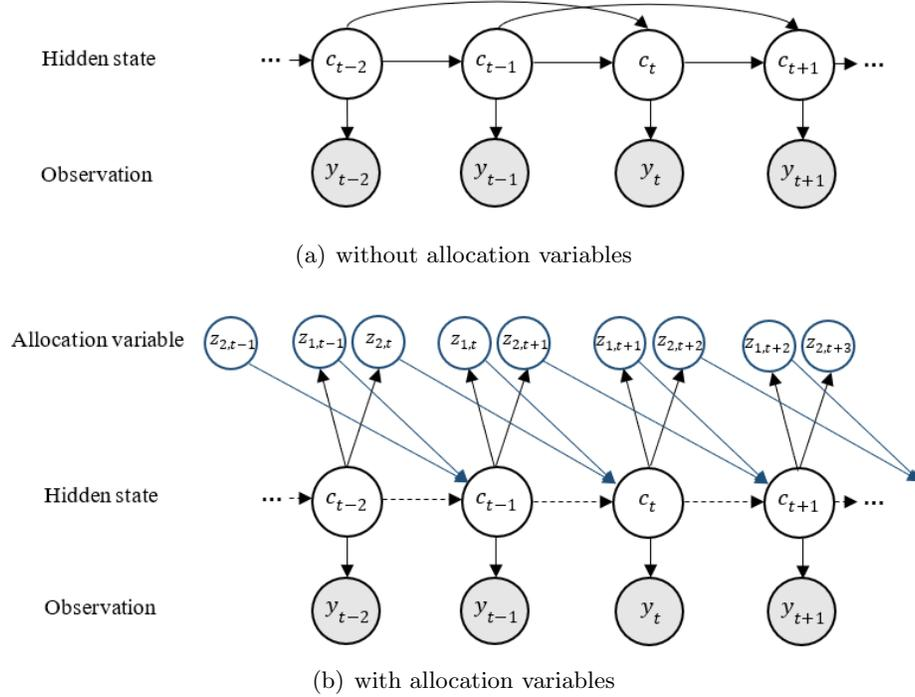 Hidden state ... c_{t−2} c_{t−1} c_t c_{t+1} ...
Observation y_{t−2} y_{t−1} y_t y_{t+1}
(a) without allocation variables
Allocation variable z_{2,t−1} z_{1,t−1} z_{2,t} z_{1,t} z_{2,t+1} z_{1,t+1} z_{2,t+2} z_{1,t+2} z_{2,t+3}
Hidden state ... c_{t−2} c_{t−1} c_t c_{t+1} ...
Observation y_{t−2} y_{t−1} y_t y_{t+1}
(b) with allocation variables